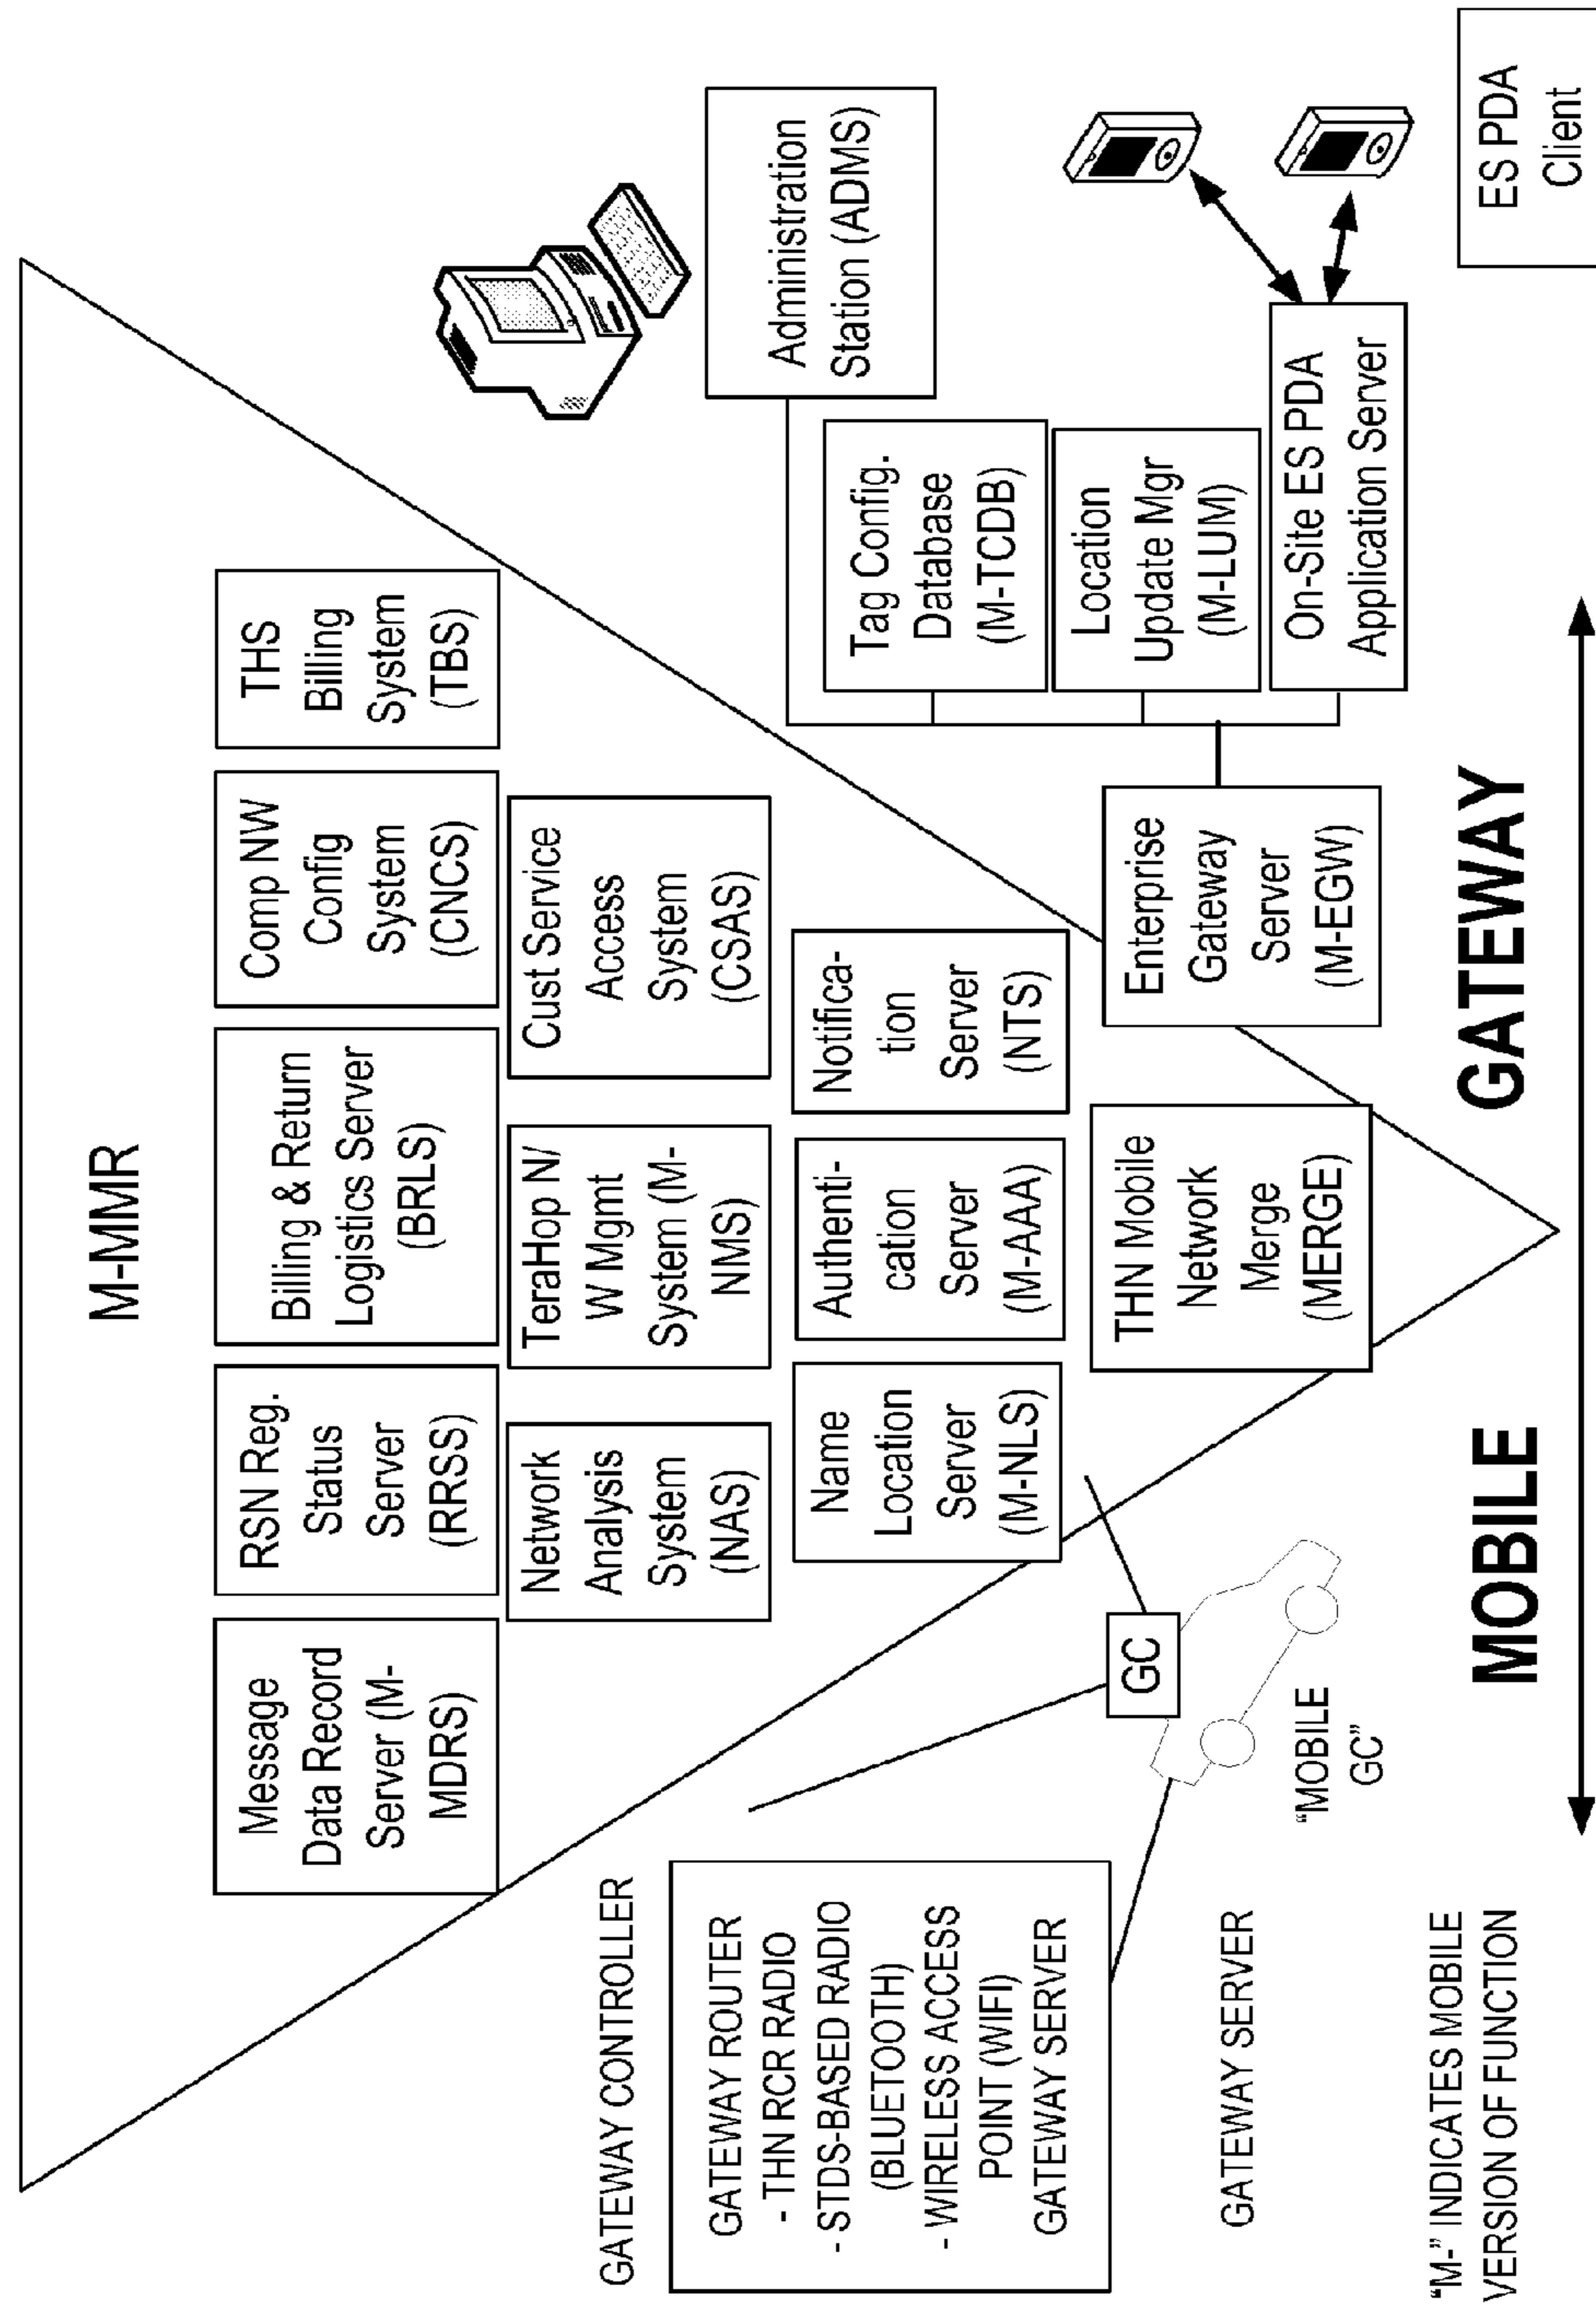 M-MMR
Message
Data Record
Server (M-
MDRS)
RSN Reg.
Status
Server
(RRSS)
Billing & Return
Logistics Server
(BRLS)
Comp NW
Config
System
(CNCS)
THS
Billing
System
(TBS)
Network
Analysis
System
(NAS)
TeraHop N/
W Mgmt
System (M-
NMS)
Cust Service
Access
System
(CSAS)
Name
Location
Server
(M-NLS)
Authenti-
cation
Server
(M-AAA)
Notifica-
tion
Server
(NTS)
THN Mobile
Network
Merge
(MERGE)
Enterprise
Gateway
Server
(M-EGW)
Administration
Station (ADMS)
Tag Config.
Database
(M-TCDB)
Location
Update Mgr
(M-LUM)
On-Site ES PDA
Application Server
ES PDA
Client
GATEWAY CONTROLLER
GATEWAY ROUTER
- THN RCR RADIO
- STDS-BASED RADIO
(BLUETOOTH)
- WIRELESS ACCESS
POINT (WIFI)
GATEWAY SERVER
GC
“MOBILE
GC”
GATEWAY SERVER
MOBILE
GATEWAY
“M-” INDICATES MOBILE
VERSION OF FUNCTION